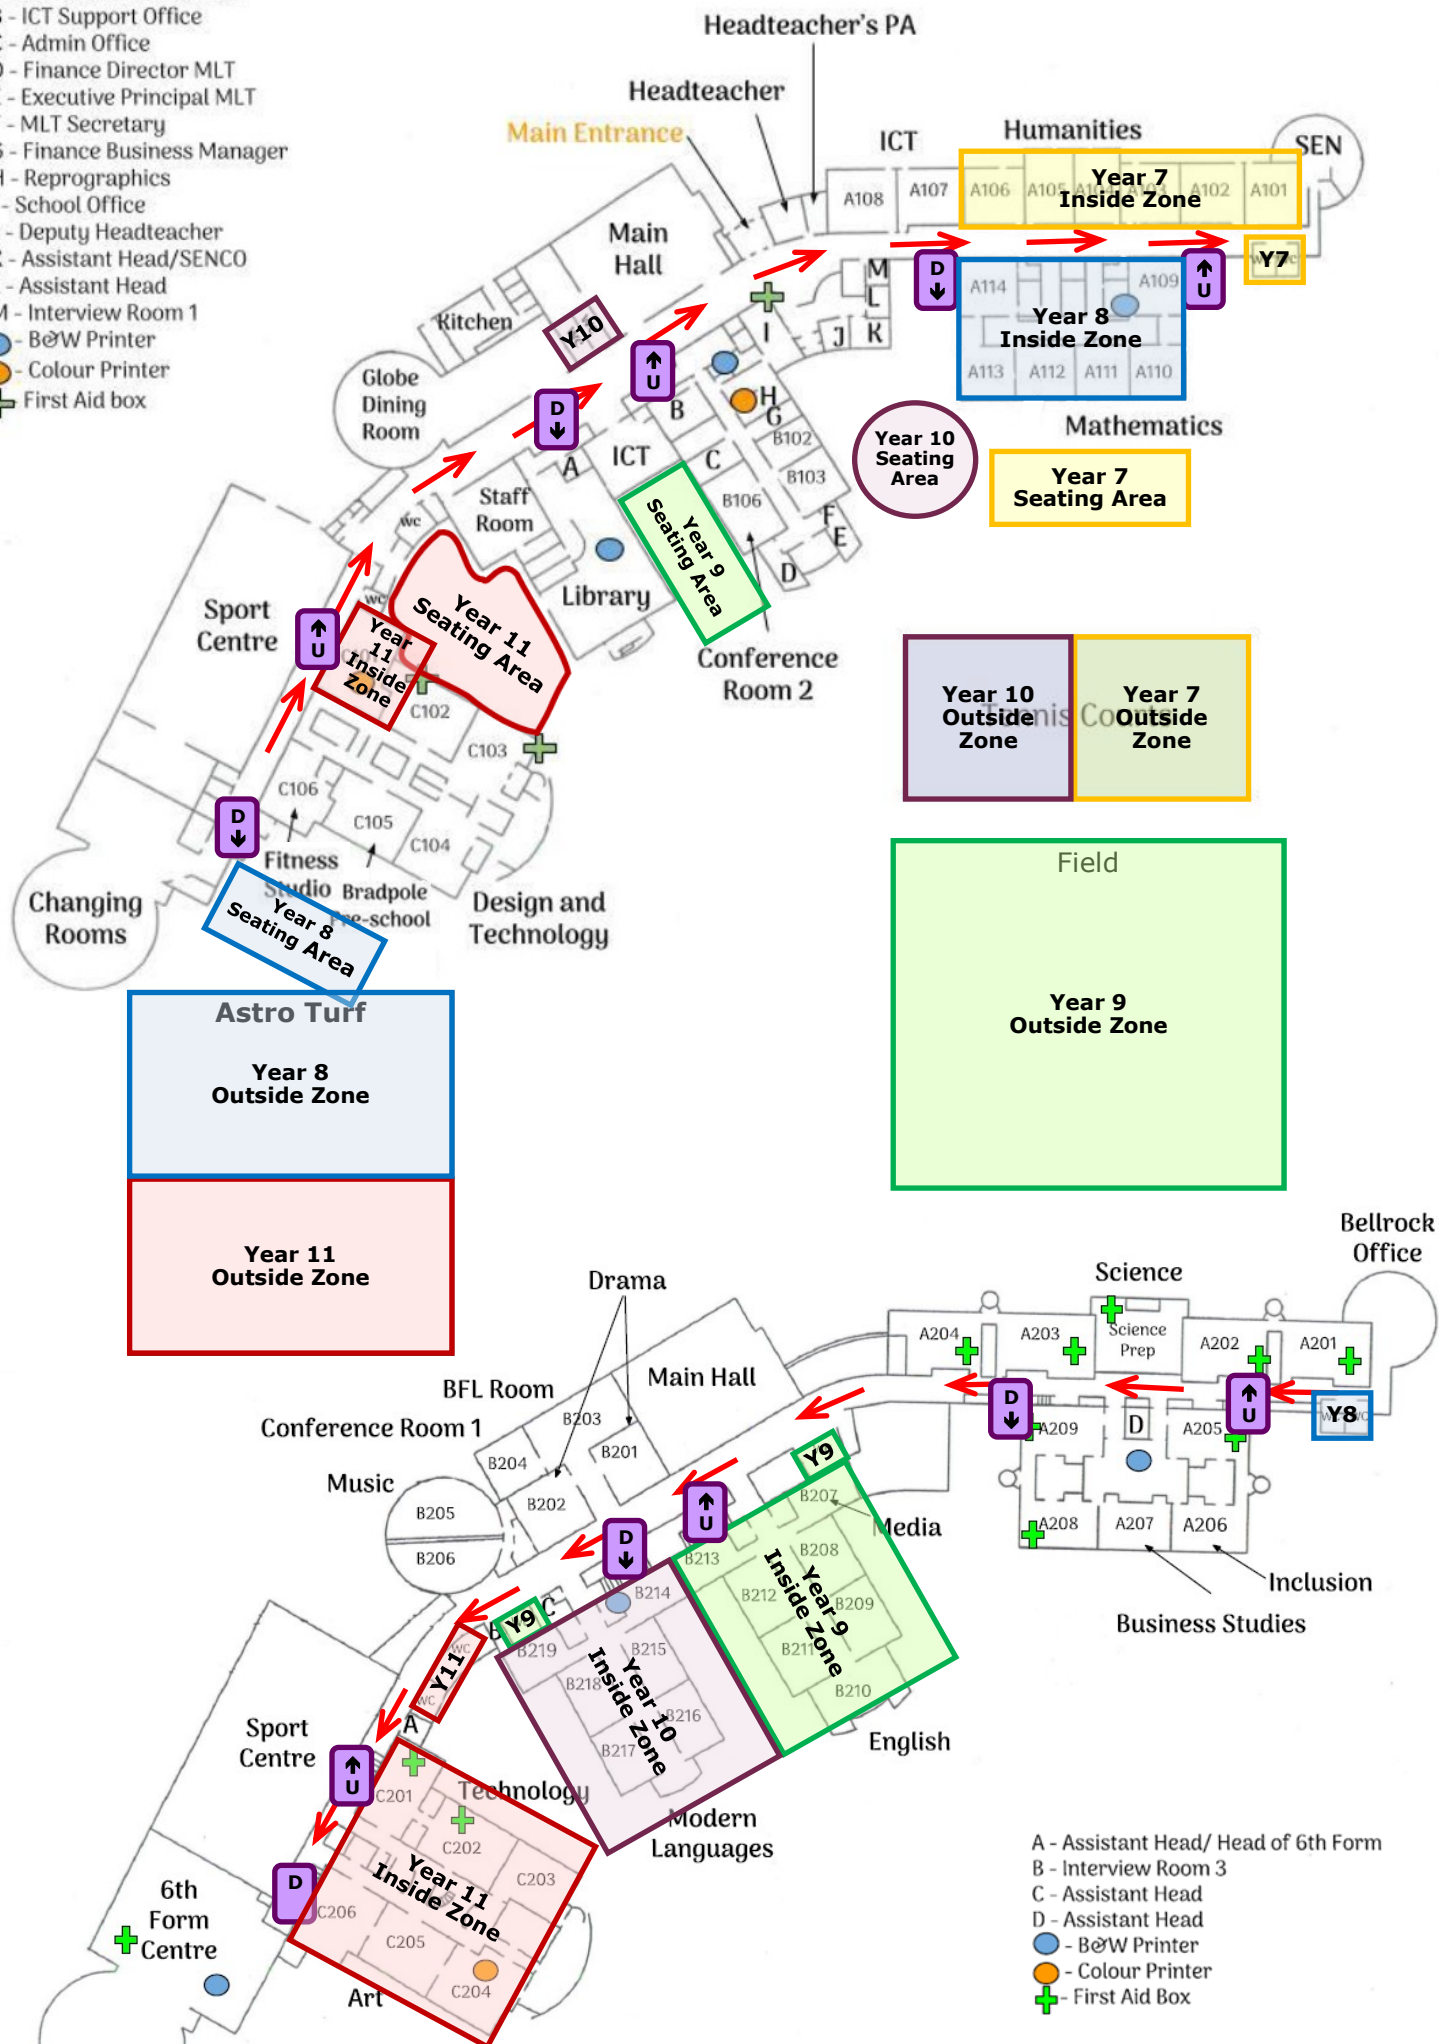 - ICT Support Office
- Admin Office
- Finance Director MLT
- Executive Principal MLT
- MLT Secretary
- Finance Business Manager
- Reprographics
- School Office
- Deputy Headteacher
- Assistant Head/SENCO
- Assistant Head
M - Interview Room 1
- B&W Printer
- Colour Printer
First Aid box
Headteacher's PA
Headteacher
Main Entrance
ICT
Humanities
SEN
A108
A107
A106
A105
A104
A103
A102
A101
Year 7
Inside Zone
Main
Hall
Kitchen
Y10
Globe
Dining
Room
D
U
D
U
Y7
M
L
K
J
I
A114
A109
Year 8
Inside Zone
A113
A112
A111
A110
Mathematics
D
U
B
H
G
B102
B103
C
B106
F
E
D
A
ICT
Staff
Room
Library
Year 9
Seating Area
Conference
Room 2
Year 10
Seating
Area
Year 7
Seating Area
wc
wc
Sport
Centre
U
Year
11
Inside
Zone
Year 11
Seating Area
C102
C103
C106
C105
C104
D
Fitness
Studio
Bradpole
Pre-school
Design and
Technology
Changing
Rooms
Year 8
Seating Area
Tennis Courts
Year 10
Outside
Zone
Year 7
Outside
Zone
Field
Year 9
Outside Zone
Astro Turf
Year 8
Outside Zone
Year 11
Outside Zone
Bellrock
Office
Science
Science
Prep
A204
A203
A202
A201
D
U
Y8
A209
D
A205
A208
A207
A206
Inclusion
Business Studies
Drama
Main Hall
BFL Room
Conference Room 1
Music
B203
B201
B204
B202
B205
B206
Y9
U
D
B207
Media
B213
B208
B212
B209
B211
B210
Year 9
Inside Zone
English
B214
C
B
Y9
B219
B215
B218
B216
B217
Year 10
Inside Zone
Modern
Languages
WC
Y11
WC
A
Sport
Centre
U
Technology
C201
C202
C203
Year 11
Inside Zone
D
C206
C205
C204
Art
6th
Form
Centre
A - Assistant Head/ Head of 6th Form
B - Interview Room 3
C - Assistant Head
D - Assistant Head
- B&W Printer
- Colour Printer
- First Aid Box